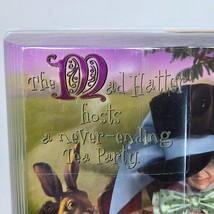 The Mad Hatter
hosts
a never-ending
Tea Party.